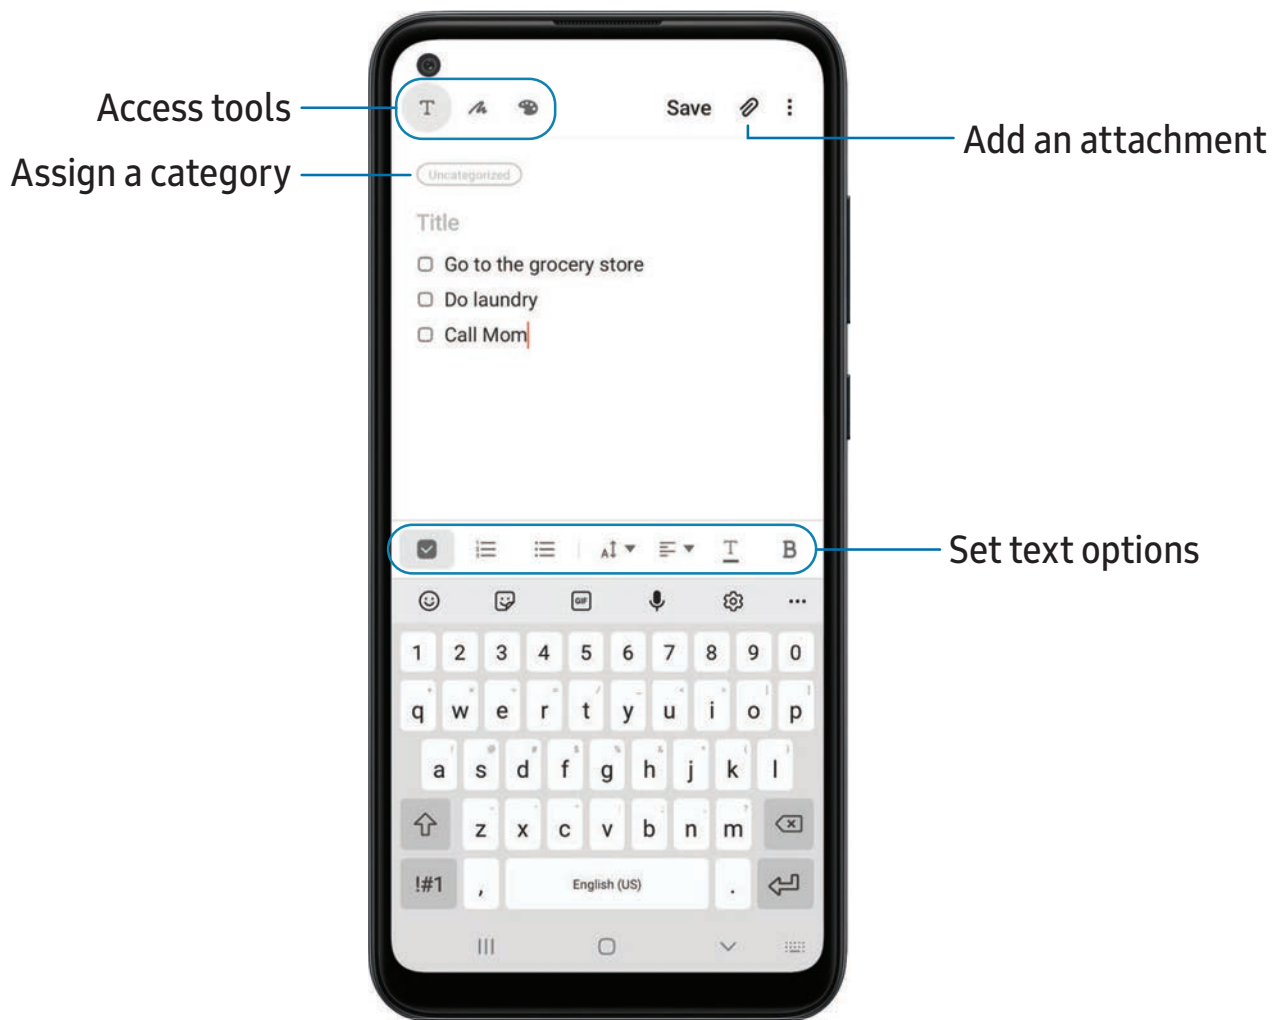 Access tools
T
Save
Add an attachment
Assign a category
Uncategorized
Title
Go to the grocery store
Do laundry
Call Mom
A T B
Set text options
GIF
1 2 3 4 5 6 7 8 9 0
q w e r t y u i o p
a s d f g h j k l
z x c v b n m
!#1 , English (US) .